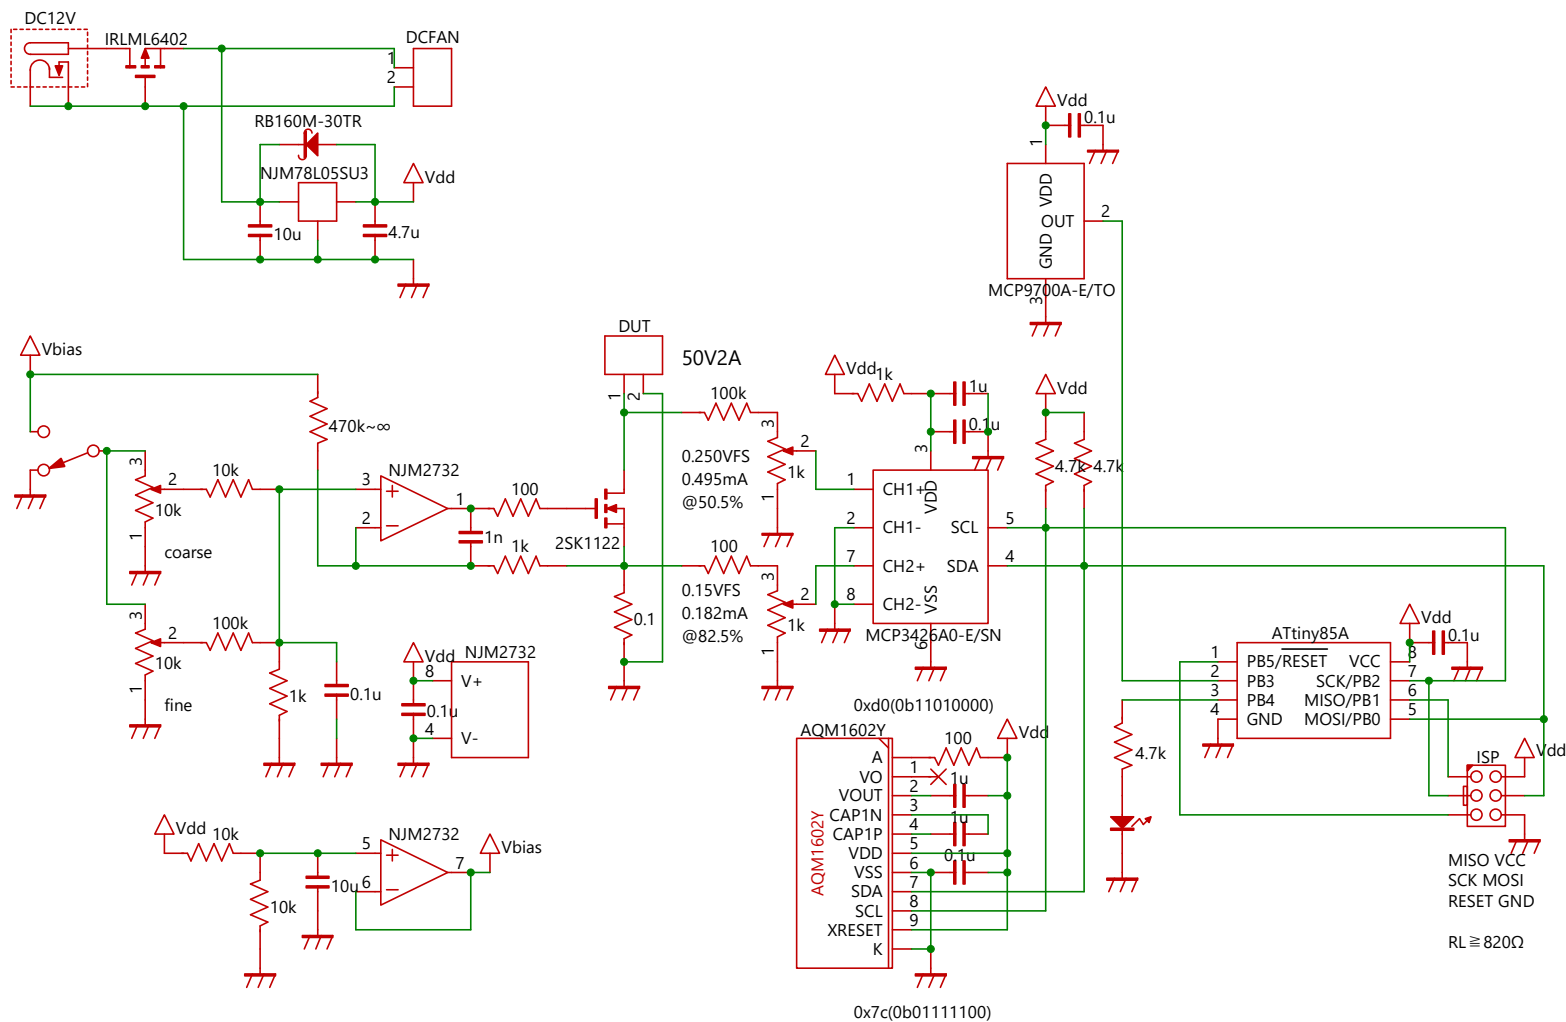 DC12V
IRLML6402
DCFAN
1
2
RB160M-30TR
NJM78L05SU3
Vdd
10u
4.7u
Vdd
0.1u
1
VDD
OUT
2
GND
MCP9700A-E/TO
3
Vbias
470k~∞
3
2
10k
1
coarse
10k
3
2
NJM2732
1
100
1n
1k
DUT
1
2
50V2A
100k
2SK1122
0.1
3
2
1k
1
0.250VFS
0.495mA
@50.5%
100
3
2
1k
1
0.15VFS
0.182mA
@82.5%
Vdd
1k
1u
0.1u
3
1
CH1+
VDD
2
CH1-
SCL
5
7
CH2+
SDA
4
8
CH2-
VSS
MCP3426A0-E/SN
6
0xd0(0b11010000)
Vdd
4.7k
4.7k
3
2
10k
1
fine
100k
1k
0.1u
Vdd
NJM2732
8
V+
0.1u
4
V-
Vdd
10k
10k
10u
5
6
NJM2732
7
Vbias
AQM1602Y
AQM1602Y
A
100
Vdd
VO
1
VOUT
2
1u
CAP1N
3
CAP1P
4
1u
VDD
5
VSS
6
0.1u
SDA
7
SCL
8
XRESET
9
K
0x7c(0b01111100)
ATtiny85A
Vdd
0.1u
1
PB5/RESET
VCC
8
2
PB3
SCK/PB2
7
3
PB4
MISO/PB1
6
4
GND
MOSI/PB0
5
4.7k
ISP
Vdd
MISO VCC
SCK MOSI
RESET GND
RL≧820Ω